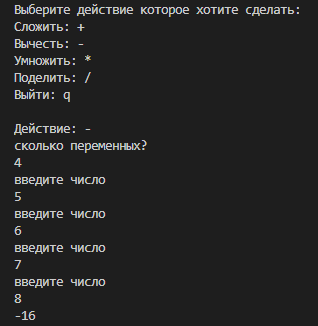 Выберите действие которое хотите сделать:
Сложить: +
Вычесть: -
Умножить: *
Поделить: /
Выйти: q
Действие: -
сколько переменных?
4
введите число
5
введите число
6
введите число
7
введите число
8
-16